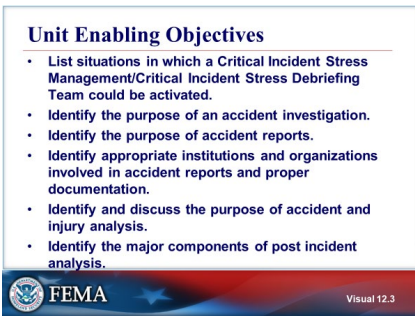 Unit Enabling Objectives
• List situations in which a Critical Incident Stress
Management/Critical Incident Stress Debriefing
Team could be activated.
• Identify the purpose of an accident investigation.
• Identify the purpose of accident reports.
• Identify appropriate institutions and organizations
involved in accident reports and proper
documentation.
• Identify and discuss the purpose of accident and
injury analysis.
• Identify the major components of post incident
analysis.
FEMA
Visual 12.3